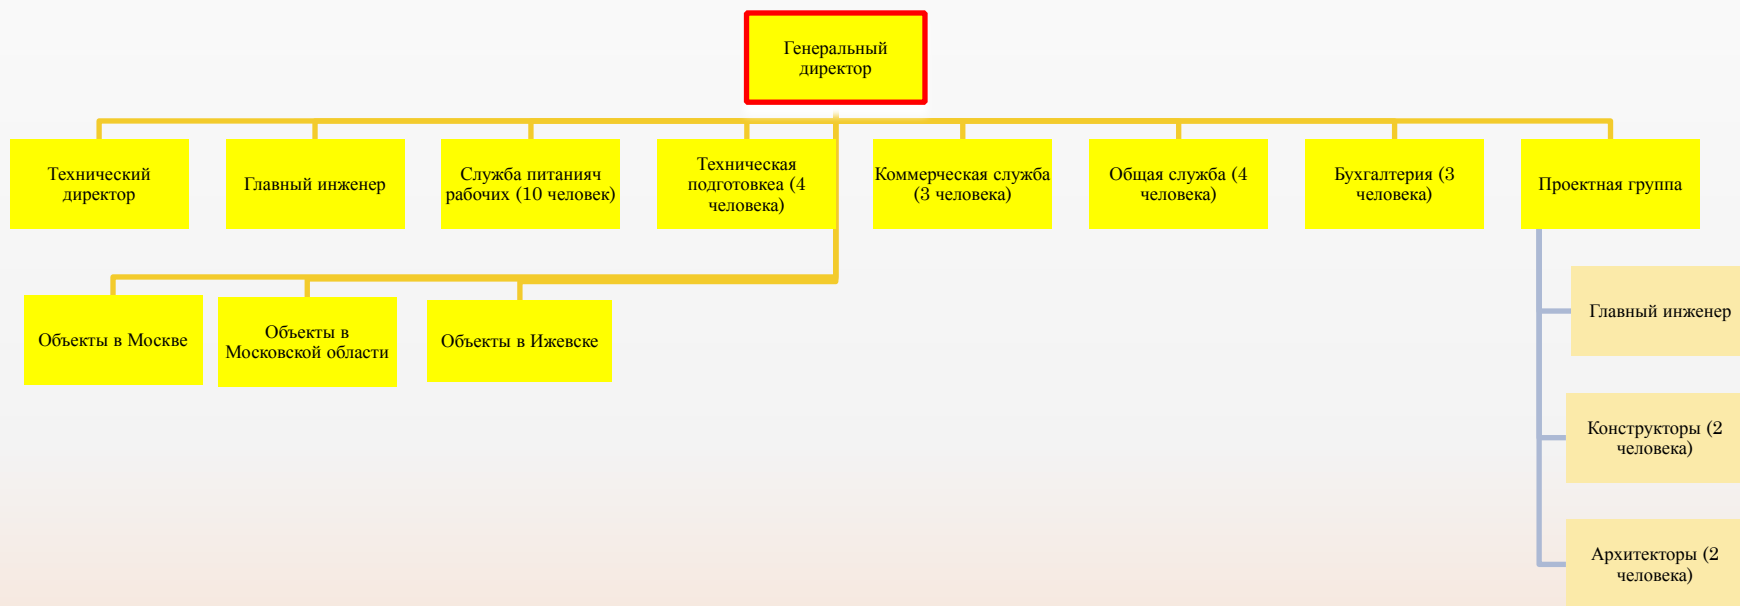 Генеральный
директор
Технический
директор
Главный инженер
Служба питанияч
рабочих (10 человек)
Техническая
подготовкеа (4
человека)
Коммерческая служба
(3 человека)
Общая служба (4
человека)
Бухгалтерия (3
человека)
Проектная группа
Объекты в Москве
Объекты в
Московской области
Объекты в Ижевске
Главный инженер
Конструкторы (2
человека)
Архитекторы (2
человека)